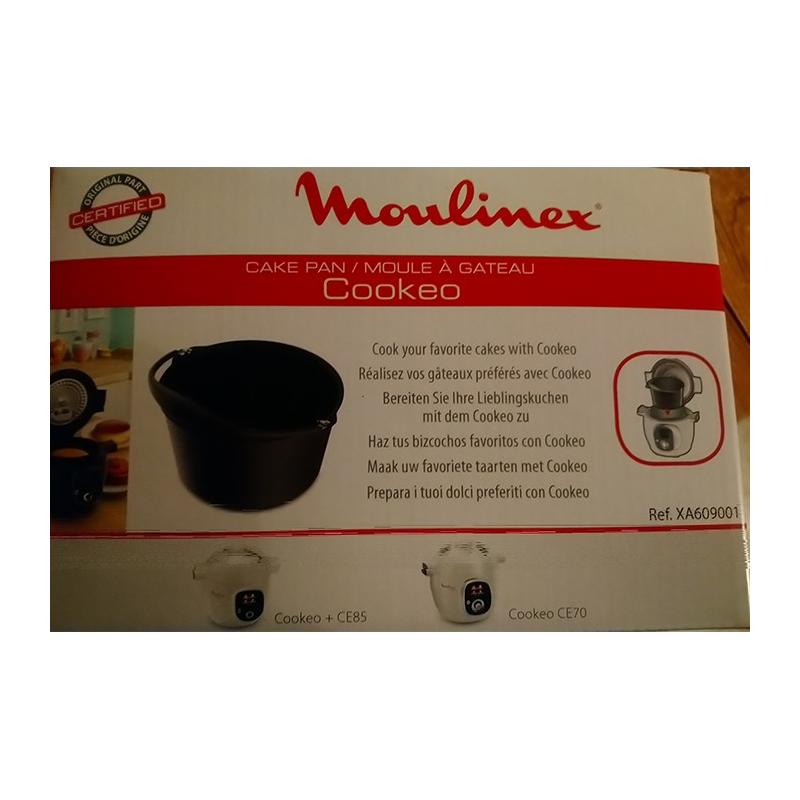 ORIGINAL PART
CERTIFIED
PIÈCE D'ORIGINE
Moulinex®
CAKE PAN / MOULE À GATEAU
Cookeo
Cook your favorite cakes with Cookeo
Réalisez vos gâteaux préférés avec Cookeo
Bereiten Sie Ihre Lieblingskuchen
mit dem Cookeo zu
Haz tus bizcochos favoritos con Cookeo
Maak uw favoriete taarten met Cookeo
Prepara i tuoi dolci preferiti con Cookeo
Ref. XA609001
Cookeo + CE85
Cookeo CE70